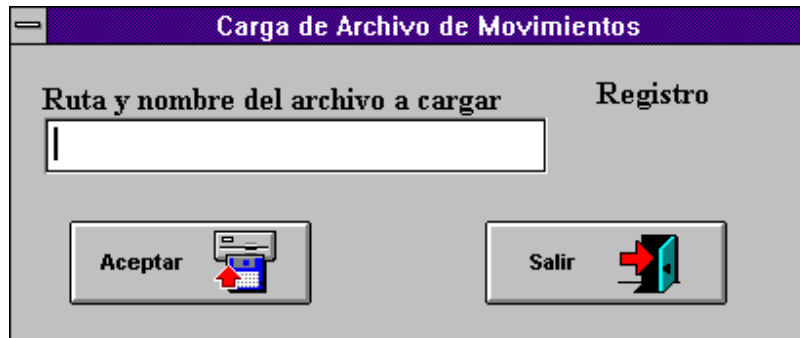 Carga de Archivo de Movimientos
Ruta y nombre del archivo a cargar
Registro
Aceptar
Salir